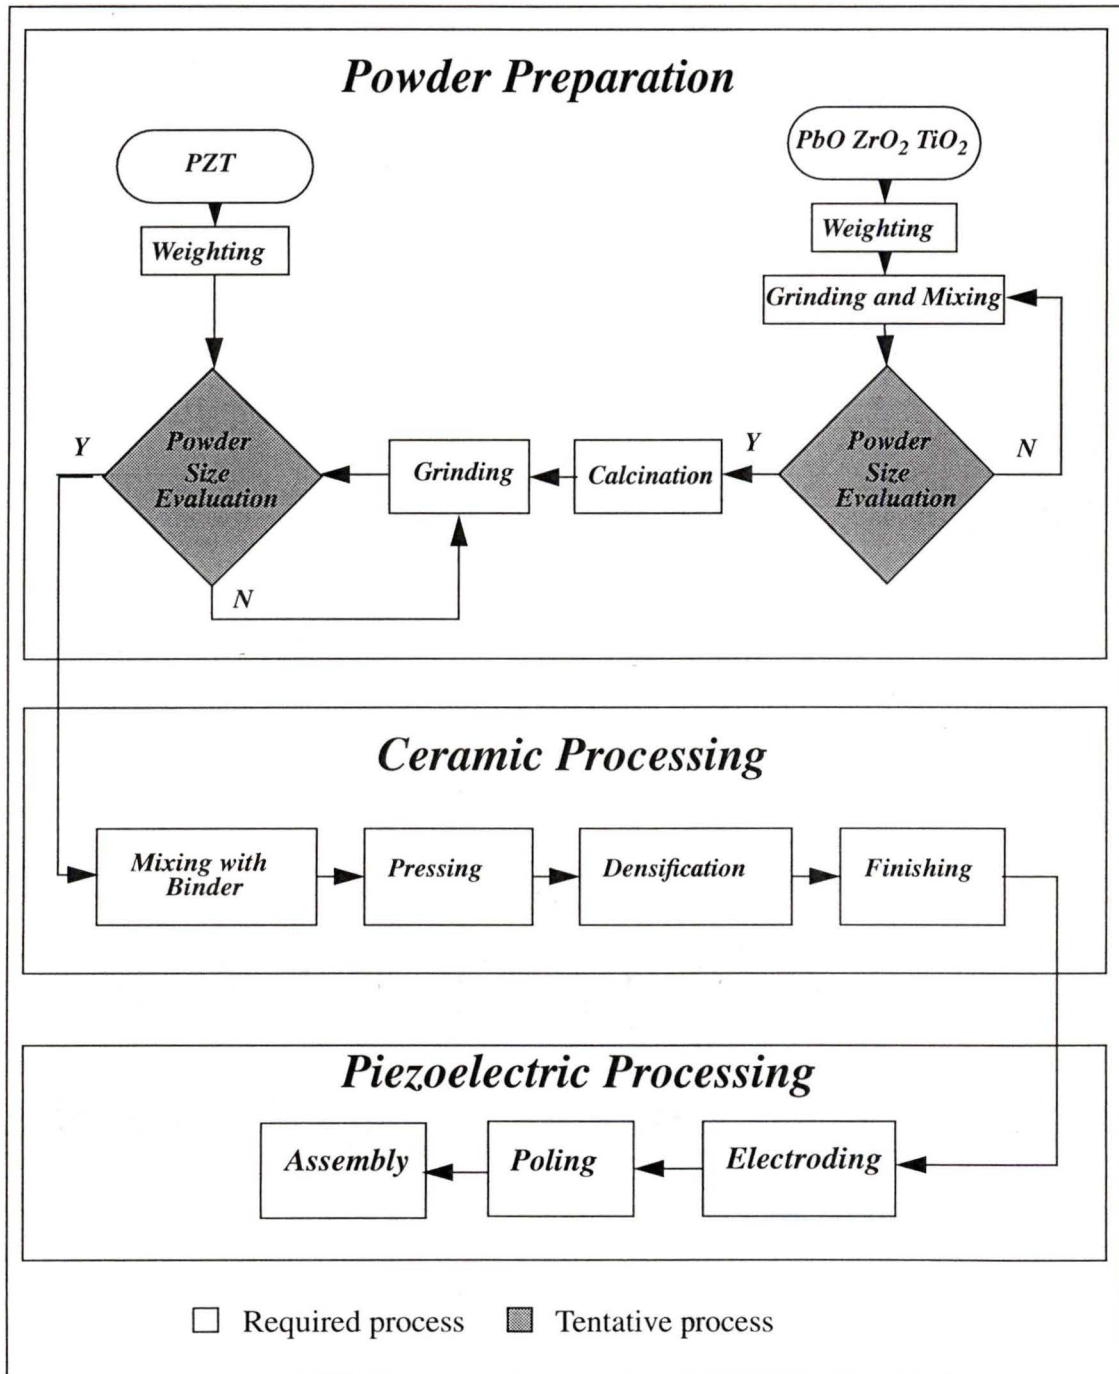 Powder Preparation
PZT
Weighting
PbO ZrO₂ TiO₂
Weighting
Grinding and Mixing
Y
Powder
Size
Evaluation
Grinding
Calcination
Y
Powder
Size
Evaluation
N
N
Ceramic Processing
Mixing with
Binder
Pressing
Densification
Finishing
Piezoelectric Processing
Assembly
Poling
Electroding
Required process
Tentative process